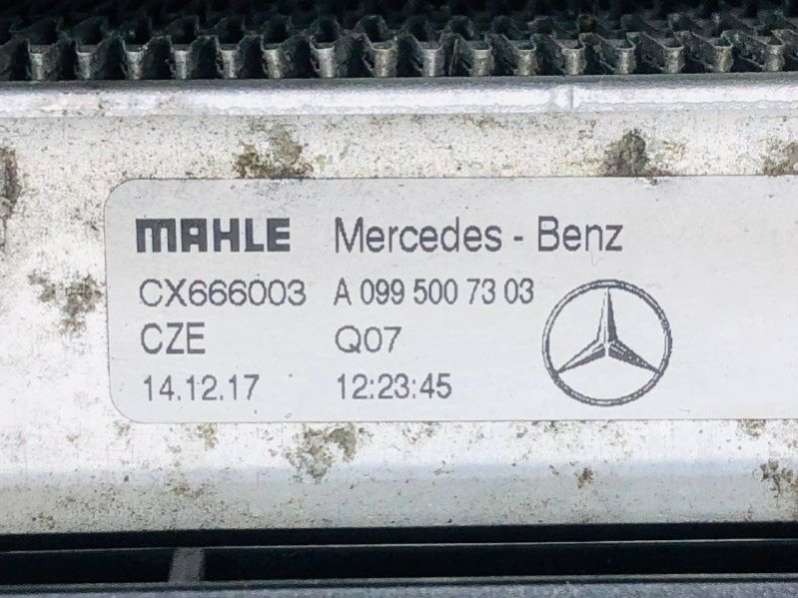 MAHLE Mercedes - Benz
CX666003 A 099 500 73 03
CZE Q07
14.12.17 12:23:45